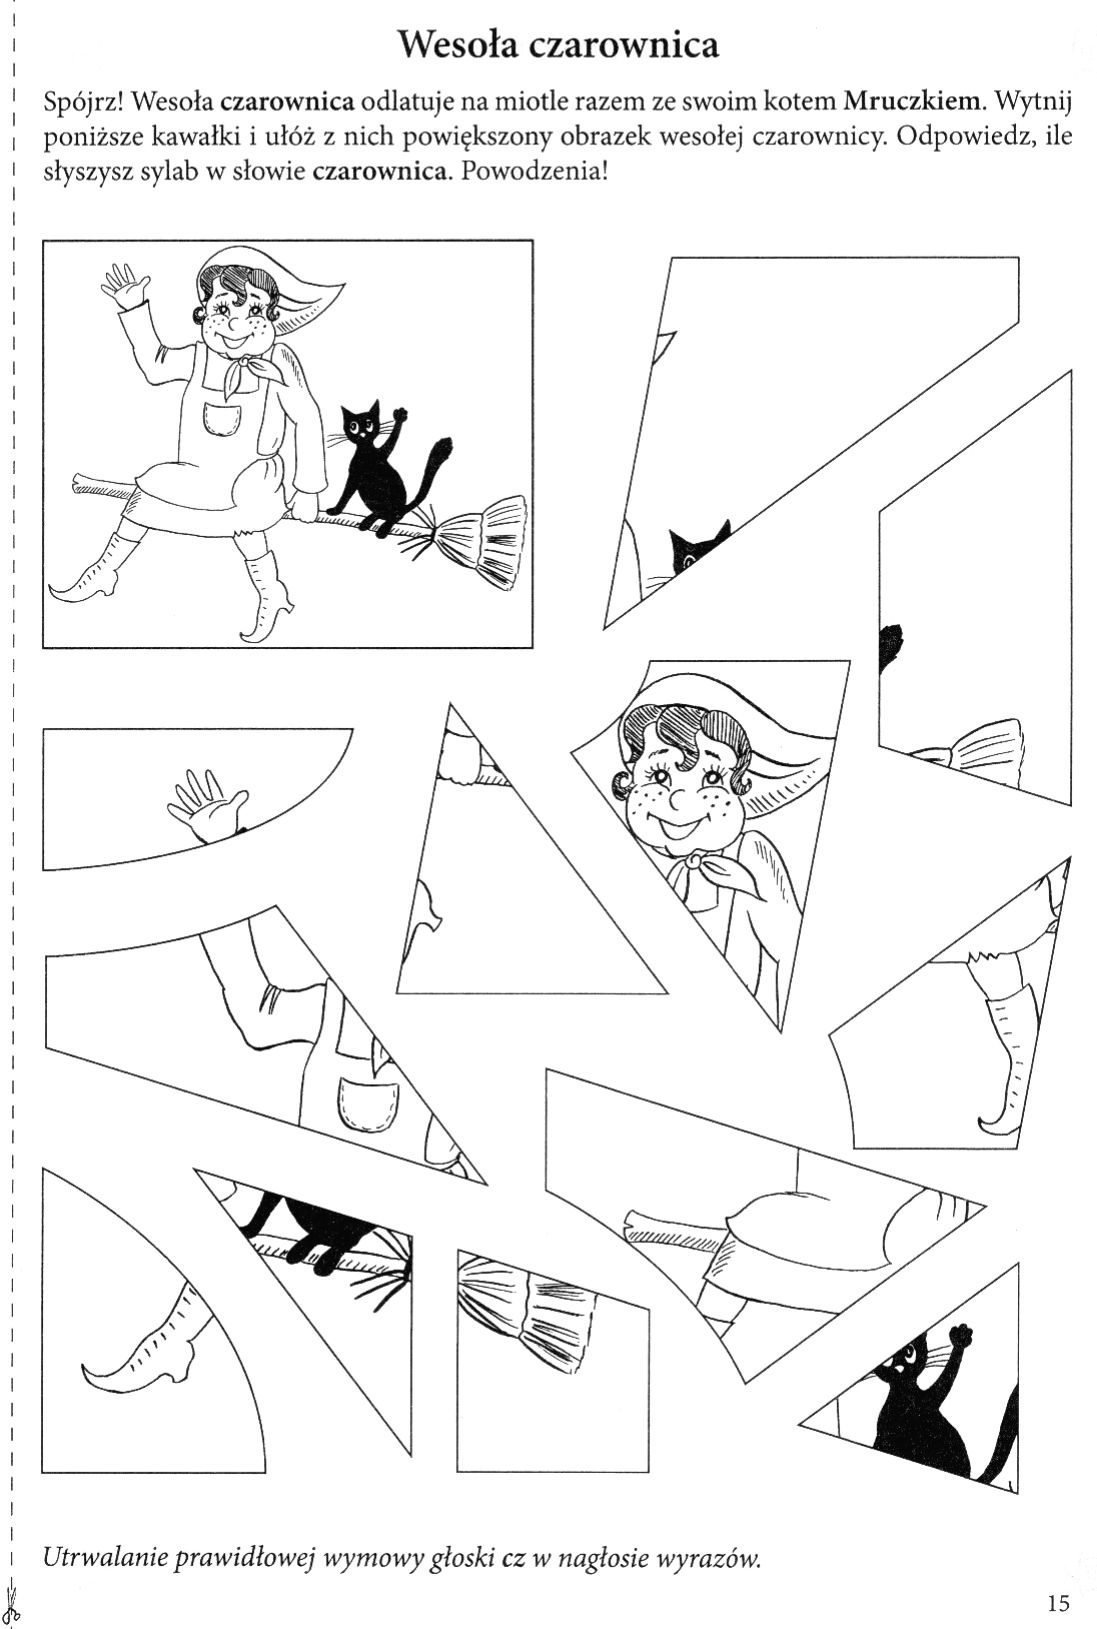 Wesoła czarownica
Spójrz! Wesoła czarownica odlatuje na miotle razem ze swoim kotem Mruczkiem. Wytnij
poniższe kawałki i ułóż z nich powiększony obrazek wesołej czarownicy. Odpowiedz, ile
słyszysz sylab w słowie czarownica. Powodzenia!
Utrwalanie prawidłowej wymowy głoski cz w nagłosie wyrazów.
15